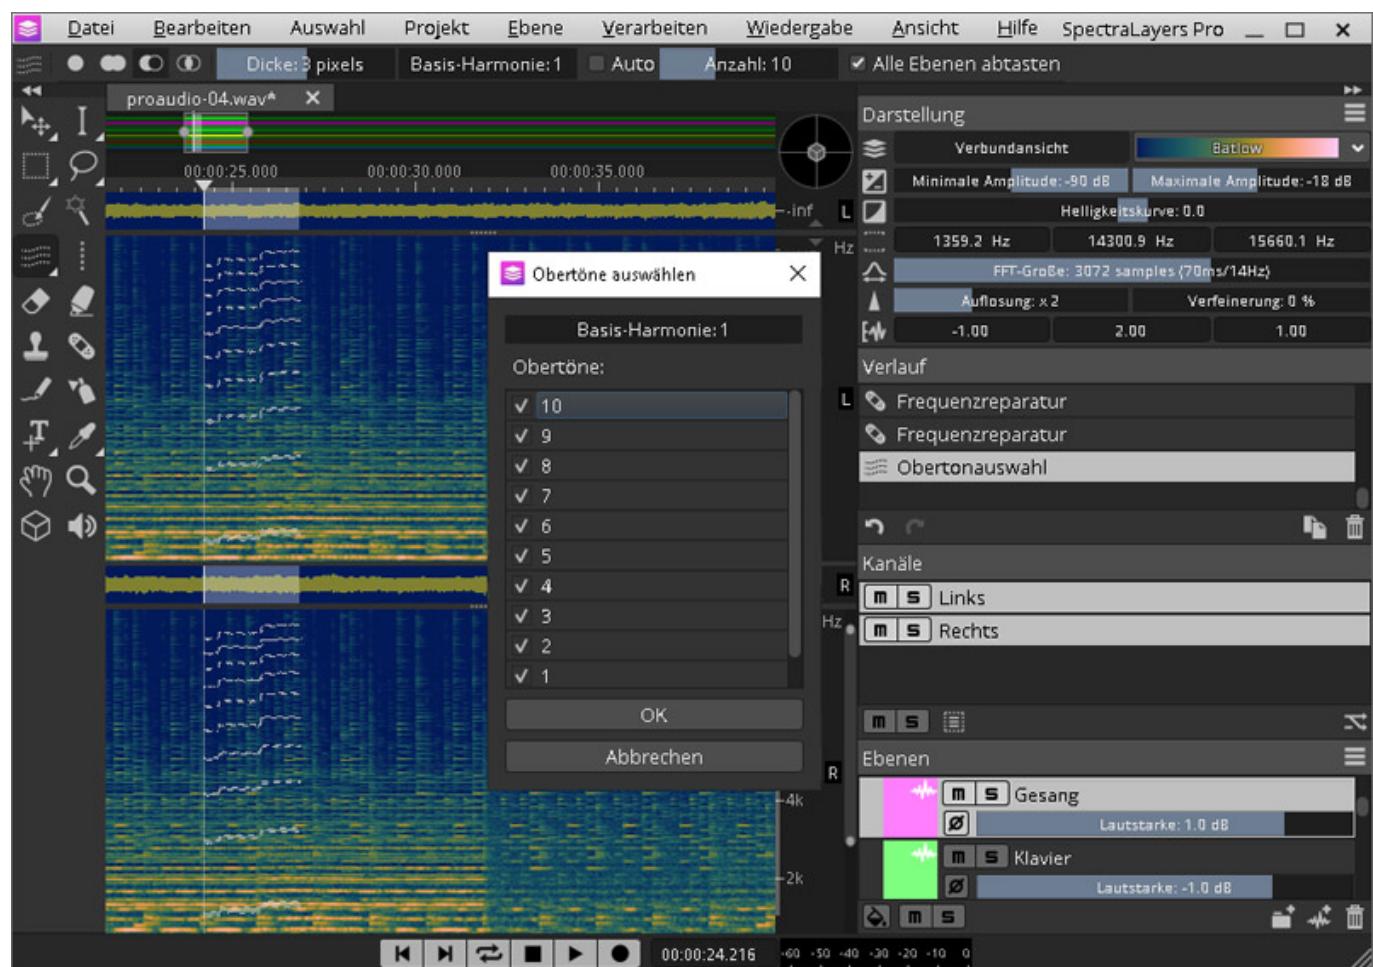 Datei Bearbeiten Auswahl Projekt Ebene Verarbeiten Wiedergabe Ansicht Hilfe SpectraLayers Pro
Dicke: 3 pixels Basis-Harmonie: 1 Auto Anzahl: 10 Alle Ebenen abtasten
proaudio-04.wav*
00:00:25.000 00:00:30.000 00:00:35.000
-inf L
Hz
Darstellung
Verbundansicht Batlow
Minimale Amplitude: -90 dB Maximale Amplitude: -18 dB
Helligkeitskurve: 0.0
1359.2 Hz 14300.9 Hz 15660.1 Hz
FFT-Größe: 3072 samples (70ms/14Hz)
Auflösung: x 2 Verfeinerung: 0 %
-1.00 2.00 1.00
Obertöne auswählen
Basis-Harmonie: 1
Obertöne:
10
9
8
7
6
5
4
3
2
1
OK
Abbrechen
L
R
Hz
R
-4k
-2k
Verlauf
Frequenzreparatur
Frequenzreparatur
Obertonauswahl
Kanäle
m S Links
m S Rechts
m S
Ebenen
m S Gesang
Ø Lautstärke: 1.0 dB
m S Klavier
Ø Lautstärke: -1.0 dB
m S
00:00:24.216 -60 -50 -40 -30 -20 -10 0